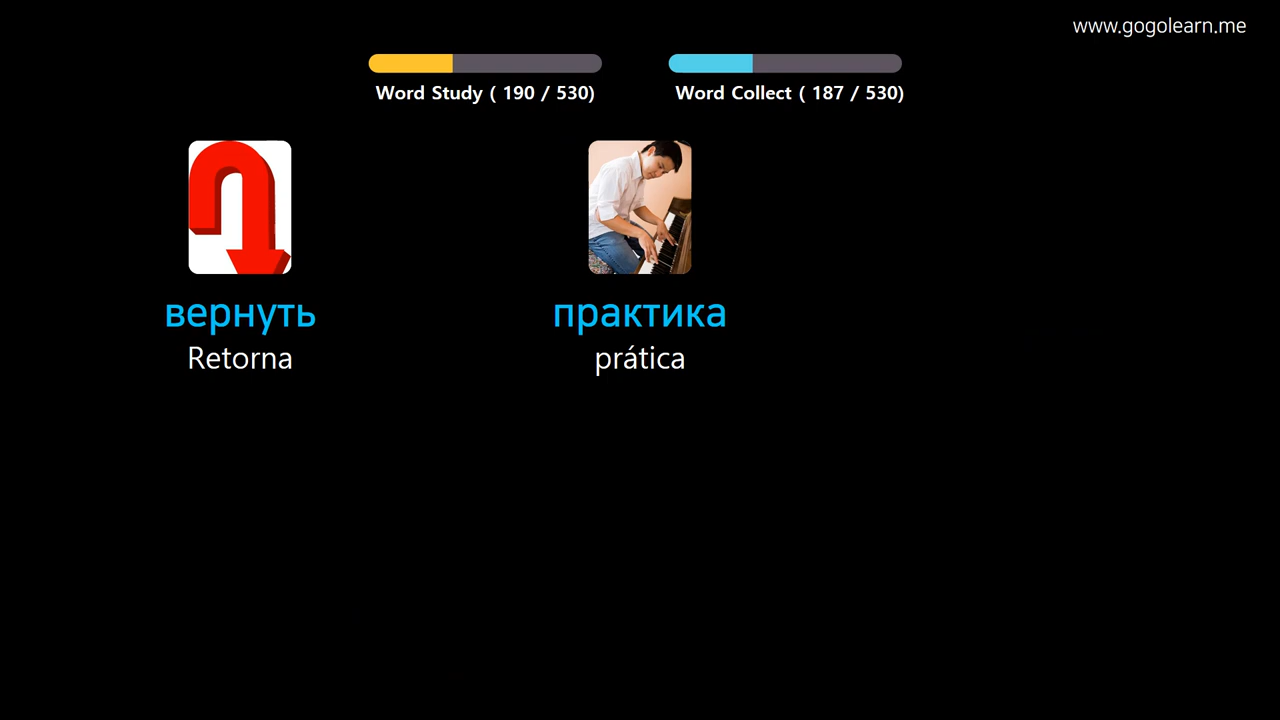 www.gogolearn.me
Word Study ( 190 / 530)
Word Collect ( 187 / 530)
вернуть
Retorna
практика
prática